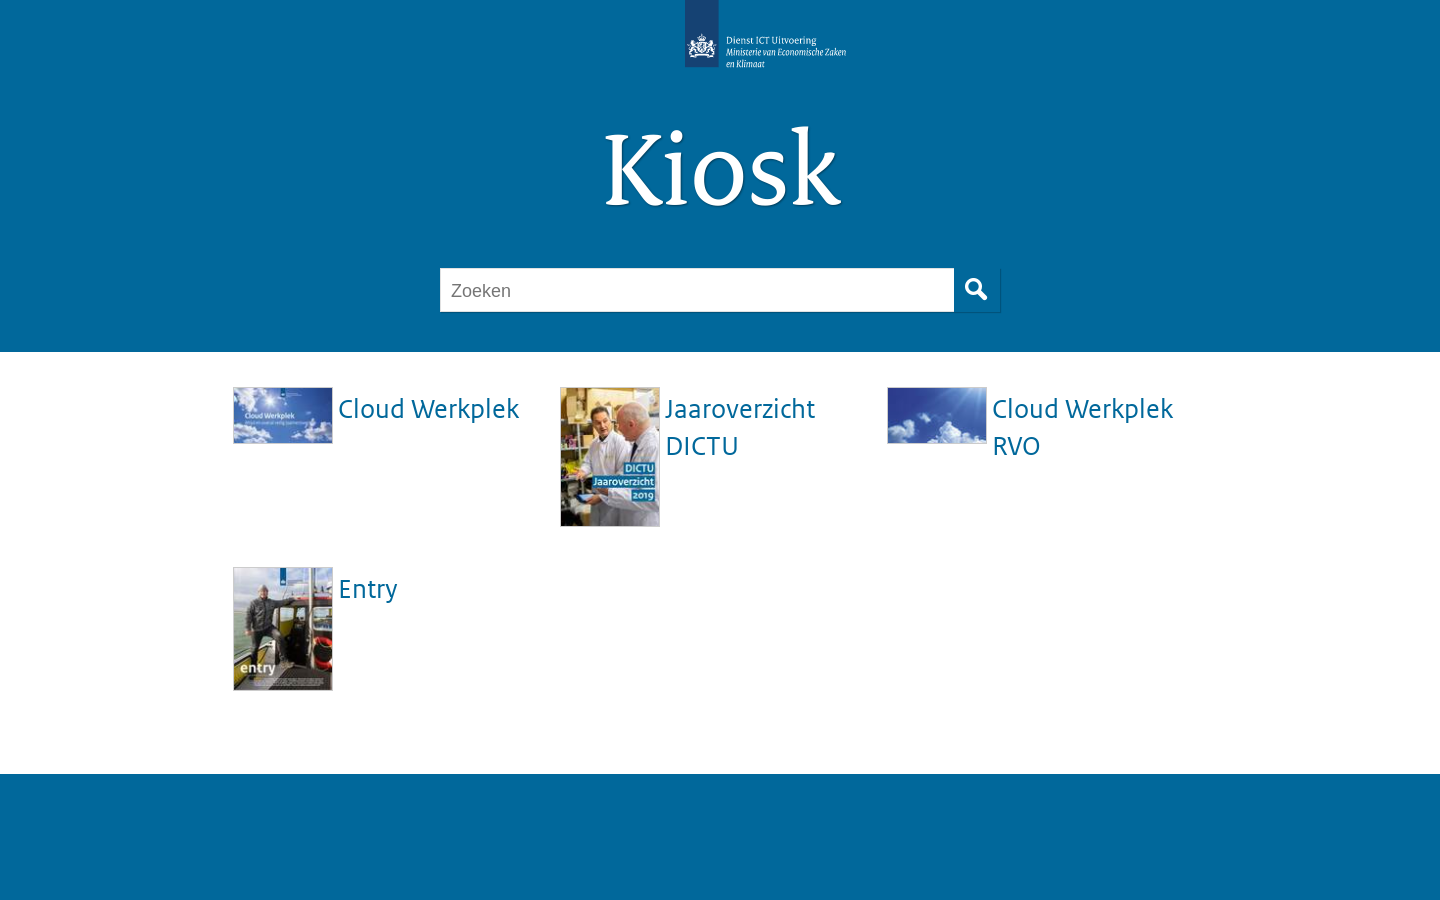 Dienst ICT Uitvoering
Ministerie van Economische Zaken
en Klimaat
Kiosk
Zoeken
Cloud Werkplek
Cloud Werkplek
Jaaroverzicht
DICTU
DICTU
Jaaroverzicht
2019
Cloud Werkplek
RVO
entry
Entry